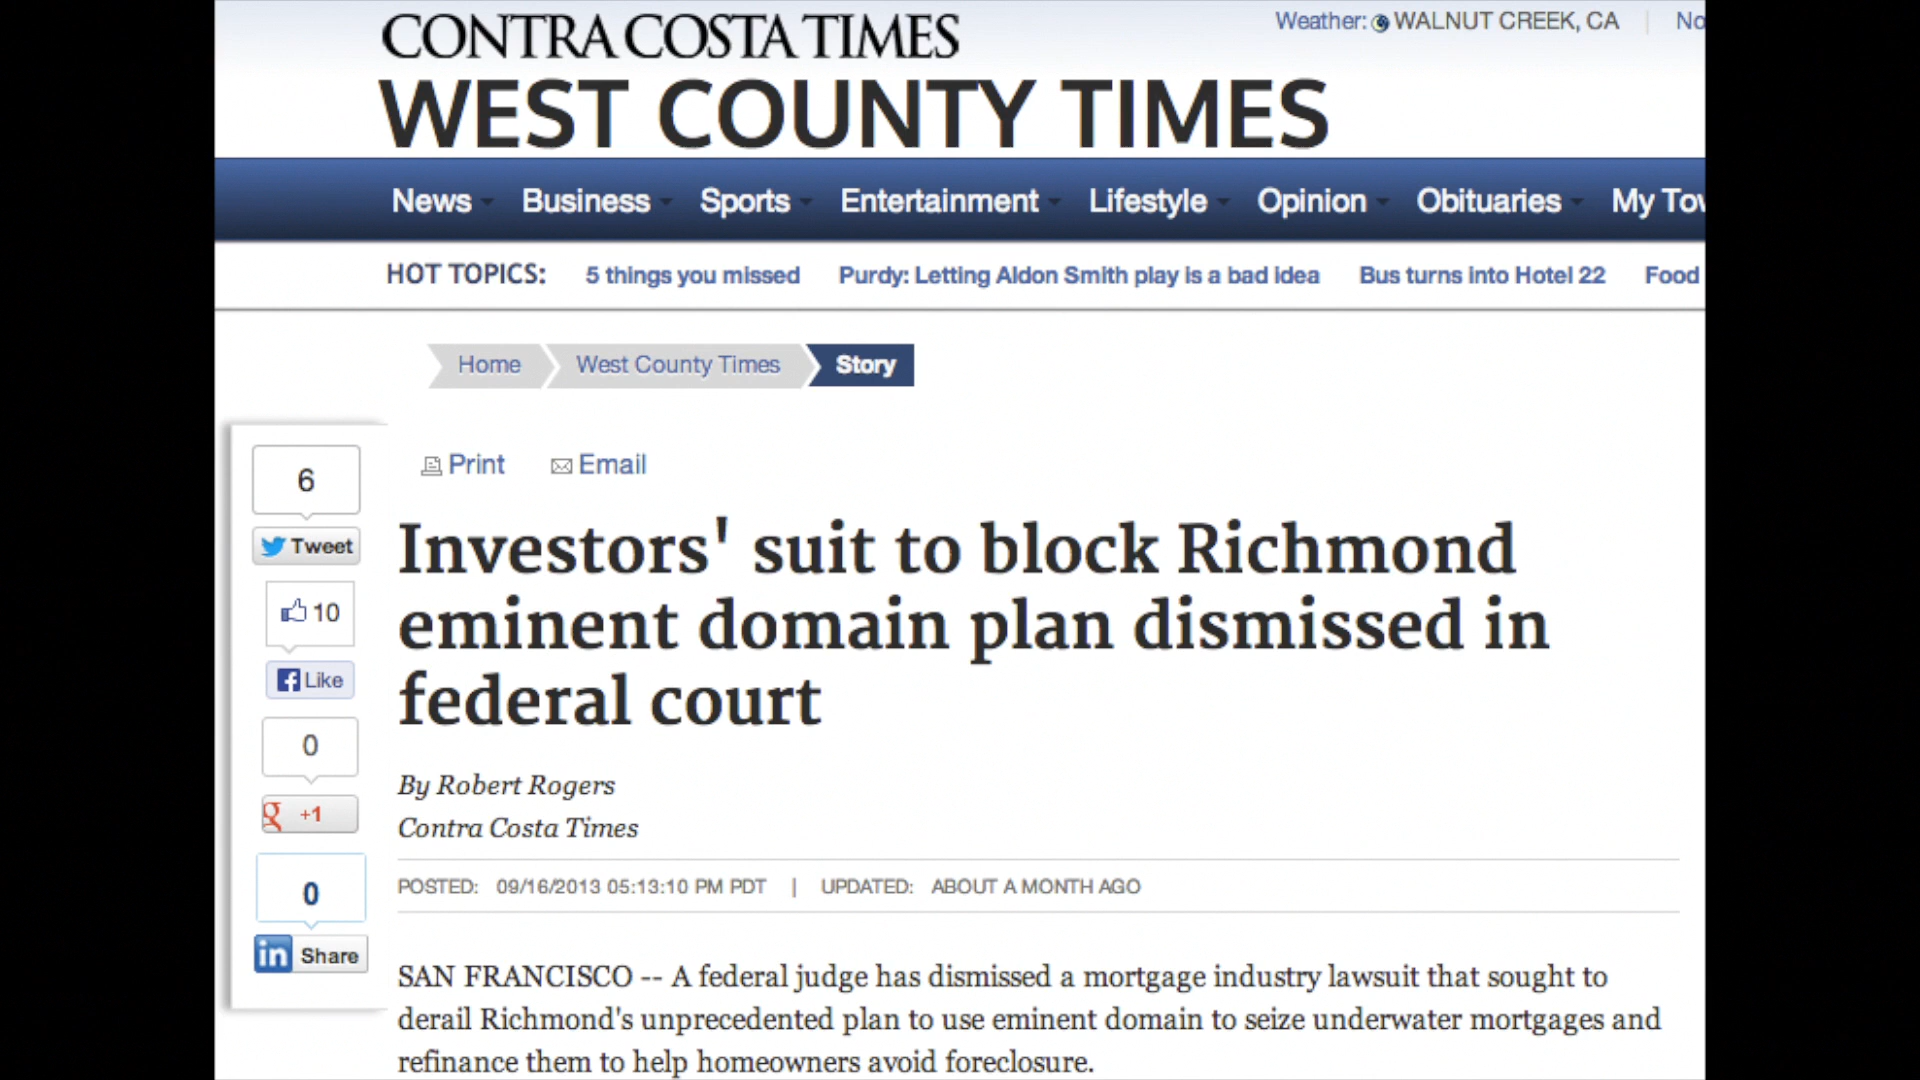 CONTRA COSTA TIMES
Weather: WALNUT CREEK, CA | No
WEST COUNTY TIMES
News Business Sports Entertainment Lifestyle Opinion Obituaries My Tow
HOT TOPICS: 5 things you missed Purdy: Letting Aldon Smith play is a bad idea Bus turns into Hotel 22 Food
Home West County Times Story
Print Email
6
Tweet
10
Like
0
+1
0
in Share
Investors' suit to block Richmond
eminent domain plan dismissed in
federal court
By Robert Rogers
Contra Costa Times
POSTED: 09/16/2013 05:13:10 PM PDT | UPDATED: ABOUT A MONTH AGO
SAN FRANCISCO -- A federal judge has dismissed a mortgage industry lawsuit that sought to
derail Richmond's unprecedented plan to use eminent domain to seize underwater mortgages and
refinance them to help homeowners avoid foreclosure.